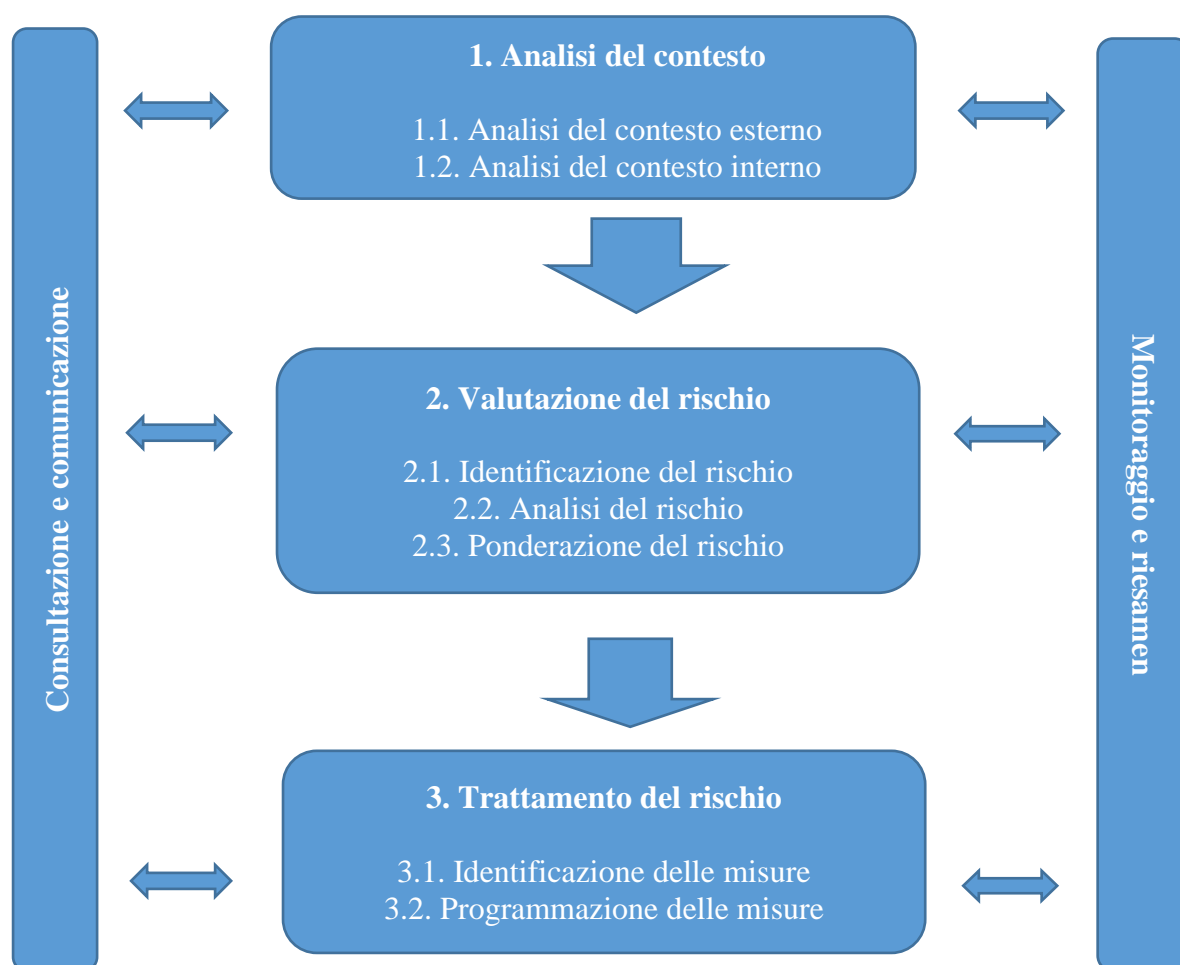 Consultazione e comunicazione
1. Analisi del contesto
1.1. Analisi del contesto esterno
1.2. Analisi del contesto interno
2. Valutazione del rischio
2.1. Identificazione del rischio
2.2. Analisi del rischio
2.3. Ponderazione del rischio
3. Trattamento del rischio
3.1. Identificazione delle misure
3.2. Programmazione delle misure
Monitoraggio e riesamen